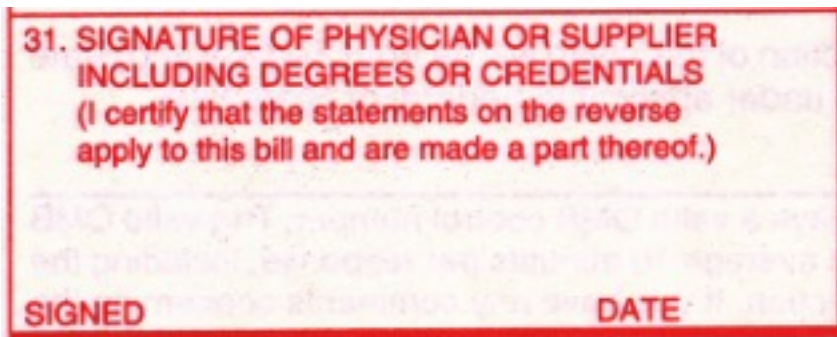 31. SIGNATURE OF PHYSICIAN OR SUPPLIER
INCLUDING DEGREES OR CREDENTIALS
(I certify that the statements on the reverse
apply to this bill and are made a part thereof.)
SIGNED DATE